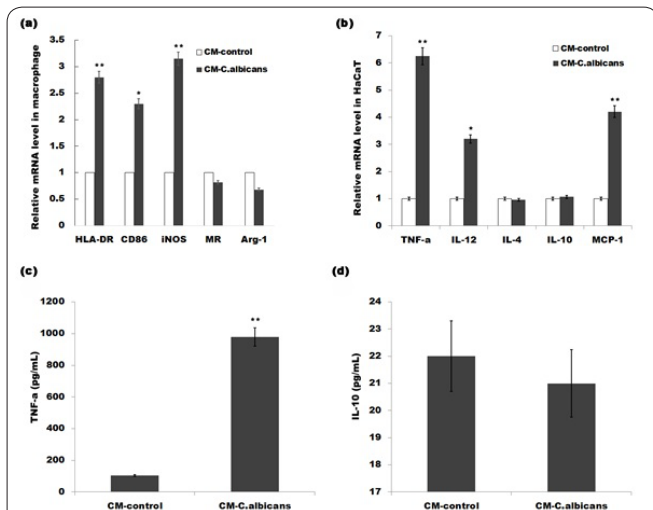 (a)
Relative mRNA level in macrophage
3.5
3
2.5
2
1.5
1
0.5
0
**
*
**
CM-control
CM-C.albicans
HLA-DR CD86 iNOS MR Arg-1
(b)
Relative mRNA level in HaCaT
7
6
5
4
3
2
1
0
**
*
**
CM-control
CM-C.albicans
TNF-a IL-12 IL-4 IL-10 MCP-1
(c)
TNF-a (pg/mL)
1200
1000
800
600
400
200
0
**
CM-control CM-C.albicans
(d)
IL-10 (pg/mL)
24
23
22
21
20
19
18
17
CM-control CM-C.albicans